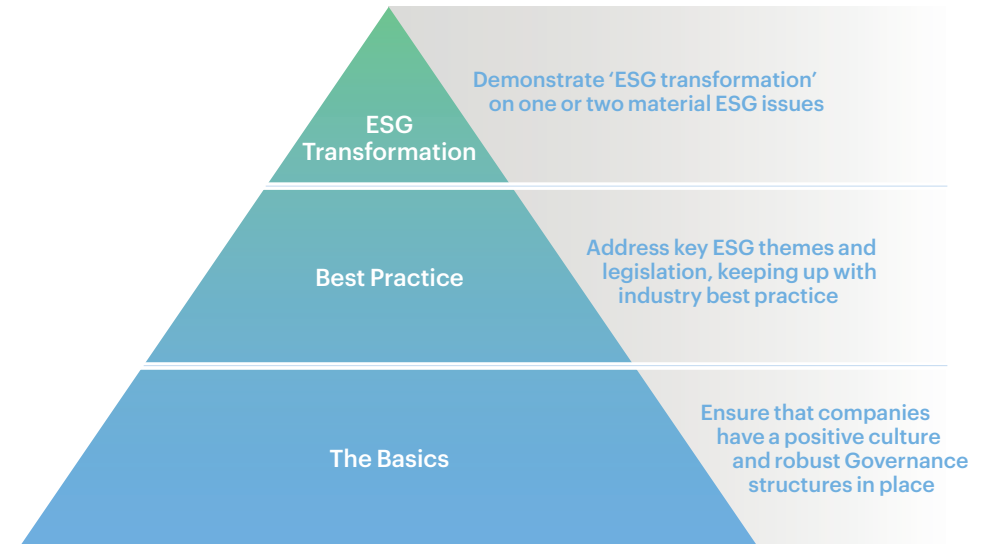 ESG
Transformation
Demonstrate ‘ESG transformation’
on one or two material ESG issues
Best Practice
Address key ESG themes and
legislation, keeping up with
industry best practice
The Basics
Ensure that companies
have a positive culture
and robust Governance
structures in place